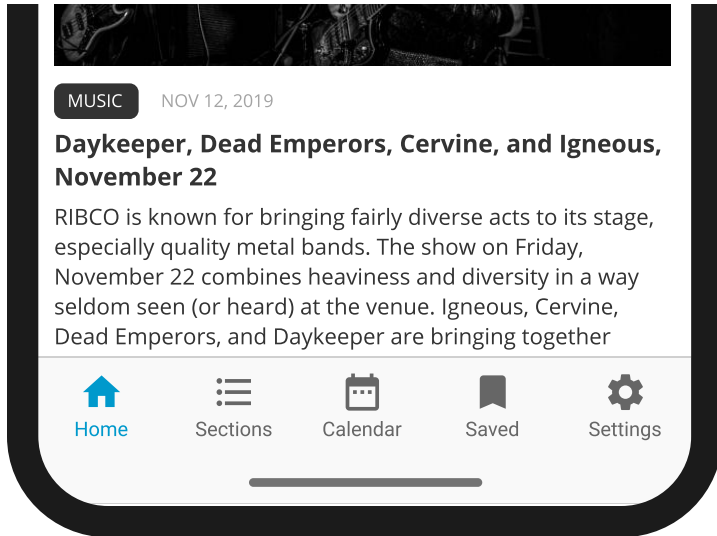 MUSIC NOV 12, 2019
Daykeeper, Dead Emperors, Cervine, and Igneous,
November 22
RIBCO is known for bringing fairly diverse acts to its stage,
especially quality metal bands. The show on Friday,
November 22 combines heaviness and diversity in a way
seldom seen (or heard) at the venue. Igneous, Cervine,
Dead Emperors, and Daykeeper are bringing together
Home Sections Calendar Saved Settings